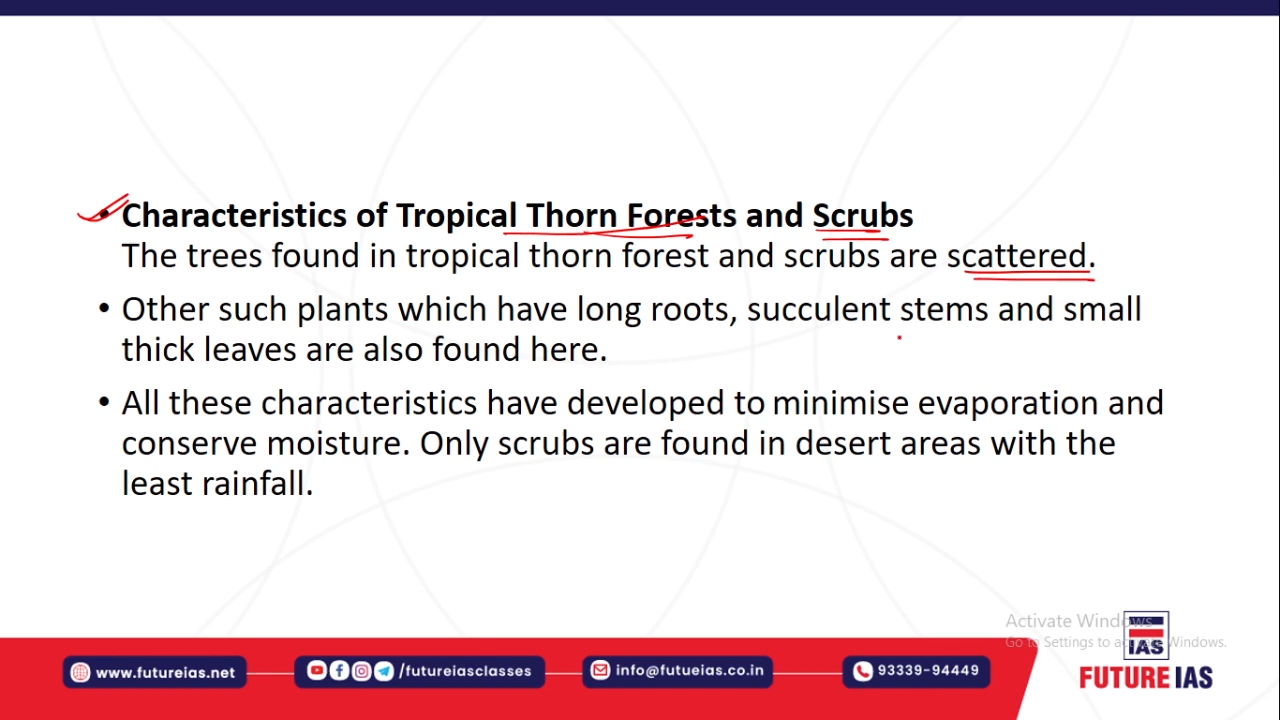 • Characteristics of Tropical Thorn Forests and Scrubs
The trees found in tropical thorn forest and scrubs are scattered.
• Other such plants which have long roots, succulent stems and small
thick leaves are also found here.
• All these characteristics have developed to minimise evaporation and
conserve moisture. Only scrubs are found in desert areas with the
least rainfall.
Activate Windows
Go to Settings to activate Windows.
IAS
www.futureias.net
/futureiasclasses
info@futueias.co.in
93339-94449
FUTURE IAS